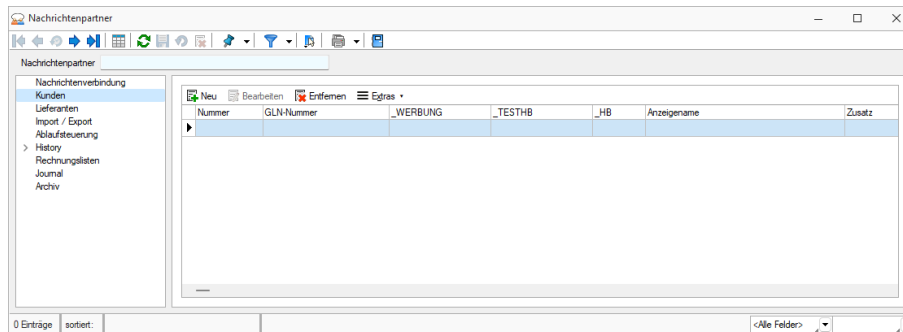 Nachrichtenpartner
Nachrichtenpartner
Nachrichtenverbindung
Kunden
Lieferanten
Import / Export
Ablaufsteuerung
History
Rechnungslisten
Journal
Archiv
Neu Bearbeiten Entfernen Extras
Nummer GLN-Nummer _WERBUNG _TESTHB _HB Anzeigename Zusatz
0 Einträge sortiert: <Alle Felder>